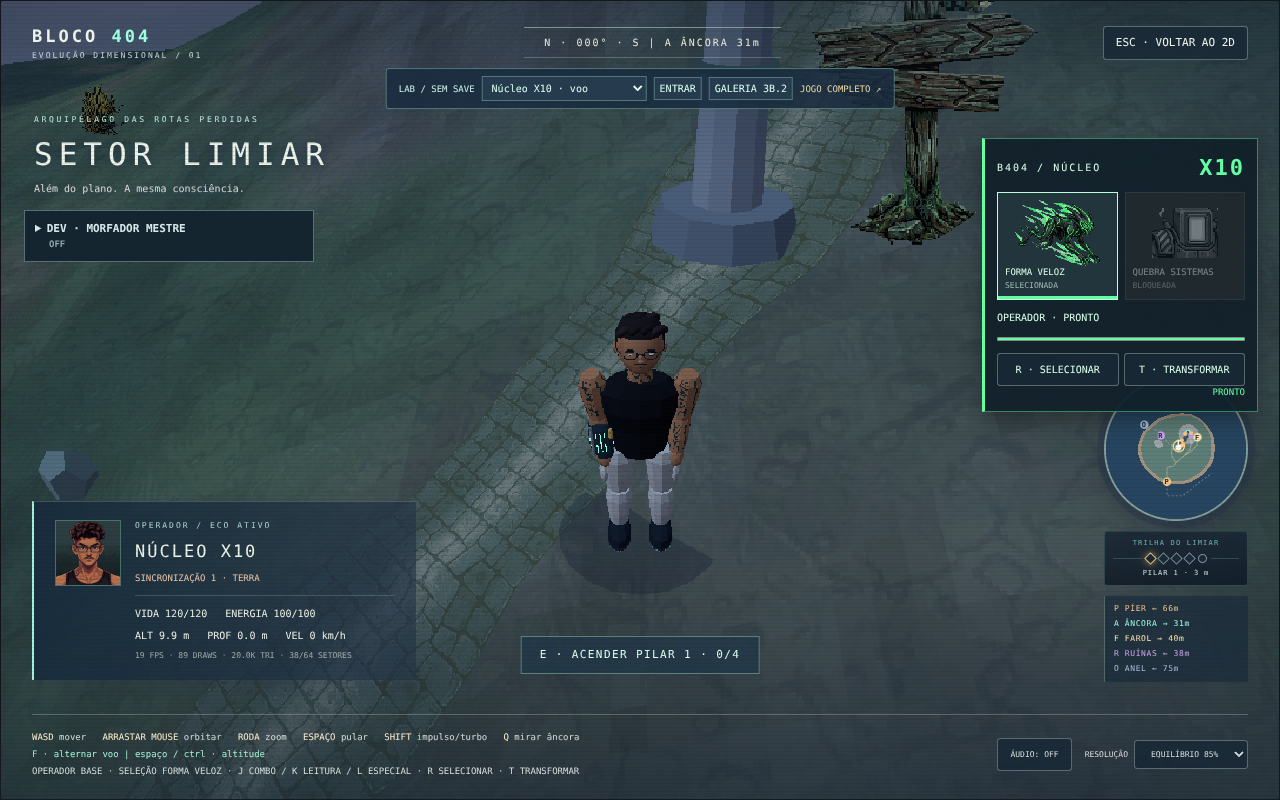 BLOCO 404
EVOLUÇÃO DIMENSIONAL / 01
N · 000° · S | A ÂNCORA 31m
ESC · VOLTAR AO 2D
LAB / SEM SAVE
Núcleo X10 · voo
ENTRAR
GALERIA 3B.2
JOGO COMPLETO ↗
ARQUIPÉLAGO DAS ROTAS PERDIDAS
SETOR LIMIAR
Além do plano. A mesma consciência.
▶ DEV · MORFADOR MESTRE
OFF
B404 / NÚCLEO
X10
FORMA VELOZ
SELECIONADA
QUEBRA SISTEMAS
BLOQUEADA
OPERADOR · PRONTO
R · SELECIONAR
T · TRANSFORMAR
PRONTO
O
R
F
P
TRILHA DO LIMIAR
PILAR 1 · 3 m
P PÍER ← 66m
A ÂNCORA → 31m
F FAROL → 40m
R RUÍNAS ← 38m
O ANEL ← 75m
OPERADOR / ECO ATIVO
NÚCLEO X10
SINCRONIZAÇÃO 1 · TERRA
VIDA 120/120 ENERGIA 100/100
ALT 9.9 m PROF 0.0 m VEL 0 km/h
19 FPS · 89 DRAWS · 20.0K TRI · 38/64 SETORES
E · ACENDER PILAR 1 · 0/4
WASD mover ARRASTAR MOUSE orbitar RODA zoom ESPAÇO pular SHIFT impulso/turbo Q mirar âncora
F · alternar voo | espaço / ctrl · altitude
OPERADOR BASE · SELEÇÃO FORMA VELOZ · J COMBO / K LEITURA / L ESPECIAL · R SELECIONAR · T TRANSFORMAR
ÁUDIO: OFF
RESOLUÇÃO
EQUILÍBRIO 85%